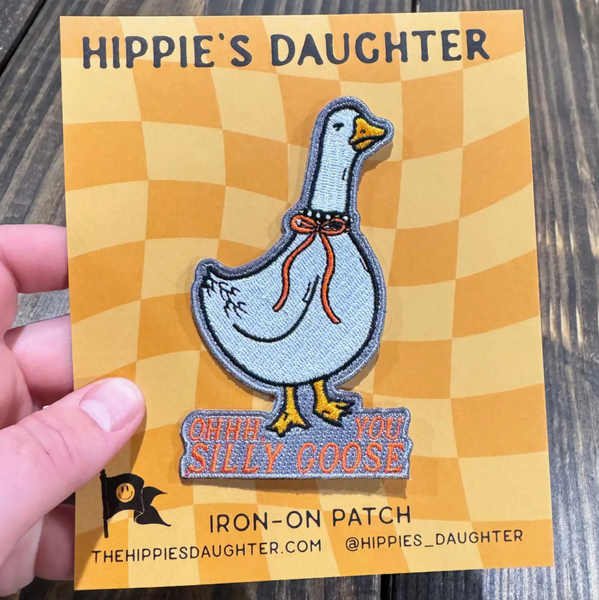 HIPPIE'S DAUGHTER
OHHH, YOU
SILLY GOOSE
IRON-ON PATCH
THEHIPPIESDAUGHTER.COM @HIPPIES_DAUGHTER